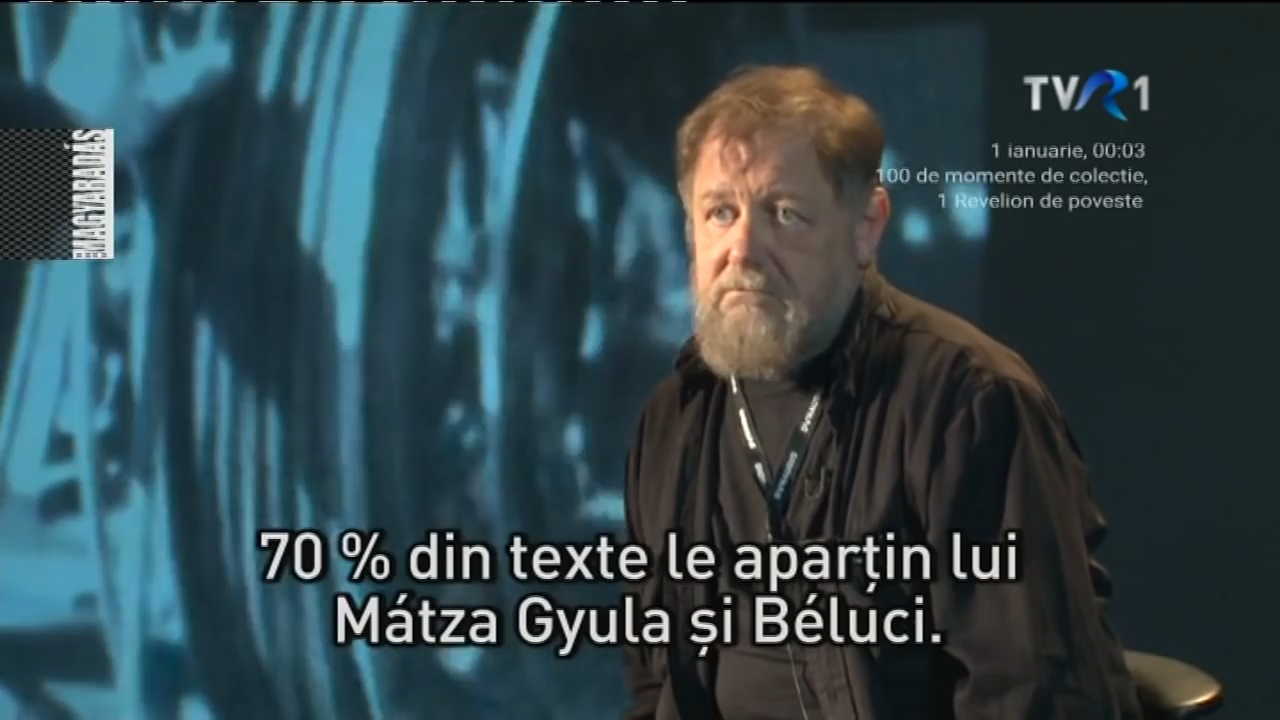 TVR1
1 ianuarie, 00:03
100 de momente de colectie,
1 Revelion de poveste
MAGYARADÁS
70 % din texte le aparțin lui
Mátza Gyula și Béluci.